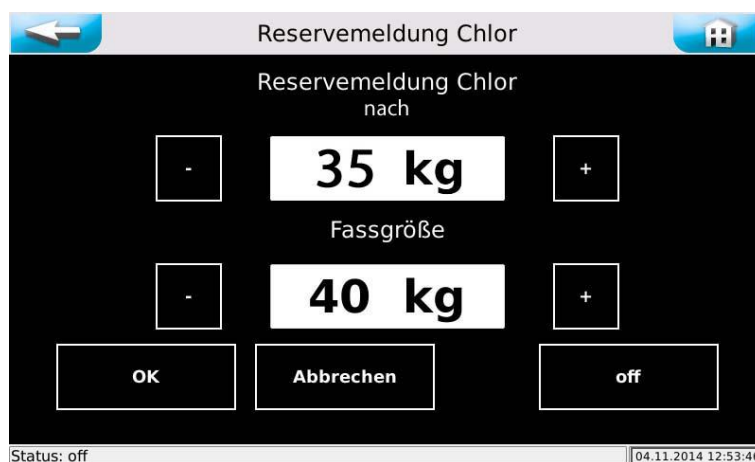 Reservemeldung Chlor
Reservemeldung Chlor
nach
- 35 kg +
Fassgröße
- 40 kg +
OK Abbrechen off
Status: off 04.11.2014 12:53:40